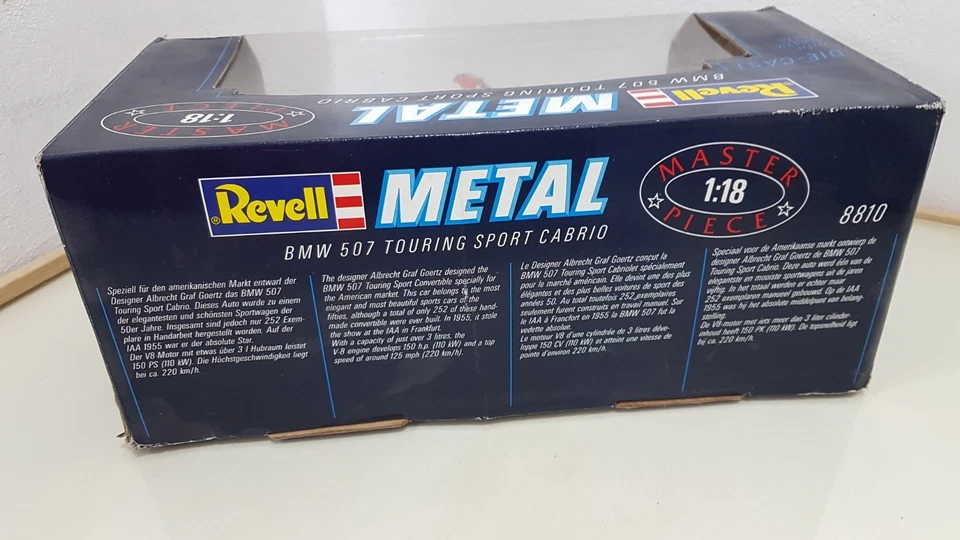 DIE-CAST
Revell
METAL
BMW 507 TOURING SPORT CABRIO
MASTER
1:18
PIECE
Revell
METAL
BMW 507 TOURING SPORT CABRIO
MASTER
1:18
PIECE
8810
Speziell für den amerikanischen Markt entwarf der
Designer Albrecht Graf Goertz das BMW 507
Touring Sport Cabrio. Dieses Auto wurde zu einem
der elegantesten und schönsten Sportwagen der
50er Jahre. Insgesamt sind jedoch nur 252 Exem-
plare in Handarbeit hergestellt worden. Auf der
IAA 1955 war er der absolute Star.
Der V8-Motor mit etwas über 3 l Hubraum leistet
150 PS (110 kW). Die Höchstgeschwindigkeit liegt
bei ca. 220 km/h.
The designer Albrecht Graf Goertz designed the
BMW 507 Touring Sport Convertible specially for
the American market. This car belongs to the most
elegant and most beautiful sports cars of the
fifties, although a total of only 252 of these hand-
made convertible were ever built. In 1955, it stole
the show at the IAA in Frankfurt.
With a capacity of just over 3 litres, the
V-8 engine develops 150 h.p. (110 kW) and a top
speed of around 125 mph (220 km/h).
Le Designer Albrecht Graf Goertz conçut la
BMW 507 Touring Sport Cabriolet spécialement
pour le marché américain. Elle devint une des plus
élégantes et des plus belles voitures de sport des
années 50. Au total toutefois 252 exemplaires
seulement furent construits en travail manuel. Sur
le IAA à Francfort en 1955 la BMW 507 fut la
vedette absolue.
Le moteur V8 d'une cylindrée de 3 litres déve-
loppe 150 CV (110 kW) et atteint une vitesse de
pointe d'environ 220 km/h.
Speciaal voor de Amerikaanse markt ontwierp de
designer Albrecht Graf Goertz de BMW 507
Touring Sport Cabrio. Deze auto werd één van de
elegantste en mooiste sportwagens uit de jaren
vijftig. In het totaal werden er echter maar
252 exemplaren manueel gebouwd. Op de IAA
1955 was hij het absolute middelpunt van belang-
stelling.
De V8-motor met iets meer dan 3 liter cilinder-
inhoud heeft 150 PK (110 kW). De topsnelheid ligt
bij ca. 220 km/h.